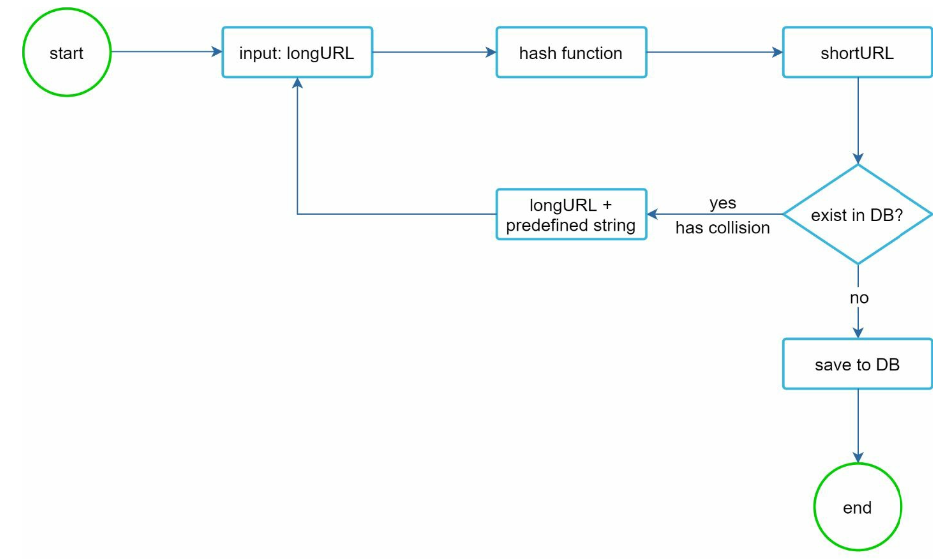 start
input: longURL
hash function
shortURL
exist in DB?
yes
has collision
longURL +
predefined string
no
save to DB
end